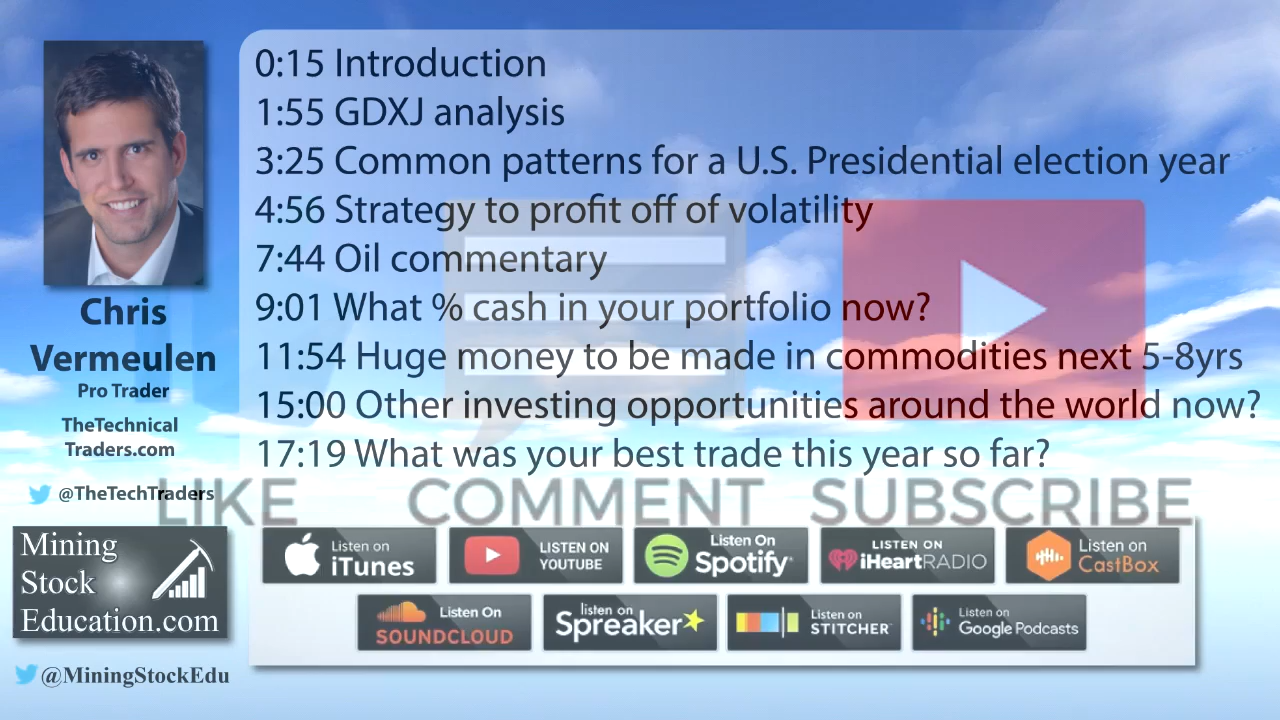 0:15 Introduction
1:55 GDXJ analysis
3:25 Common patterns for a U.S. Presidential election year
4:56 Strategy to profit off of volatility
7:44 Oil commentary
9:01 What % cash in your portfolio now?
11:54 Huge money to be made in commodities next 5-8yrs
15:00 Other investing opportunities around the world now?
17:19 What was your best trade this year so far?
Chris
Vermeulen
Pro Trader
TheTechnical
Traders.com
@TheTechTraders
LIKE COMMENT SUBSCRIBE
Mining
Stock
Education.com
@MiningStockEdu
Listen on
iTunes
LISTEN ON
YOUTUBE
Listen On
Spotify
LISTEN ON
iHeartRADIO
Listen on
CastBox
Listen On
SOUNDCLOUD
listen on
Spreaker
Listen on
STITCHER
Listen on
Google Podcasts